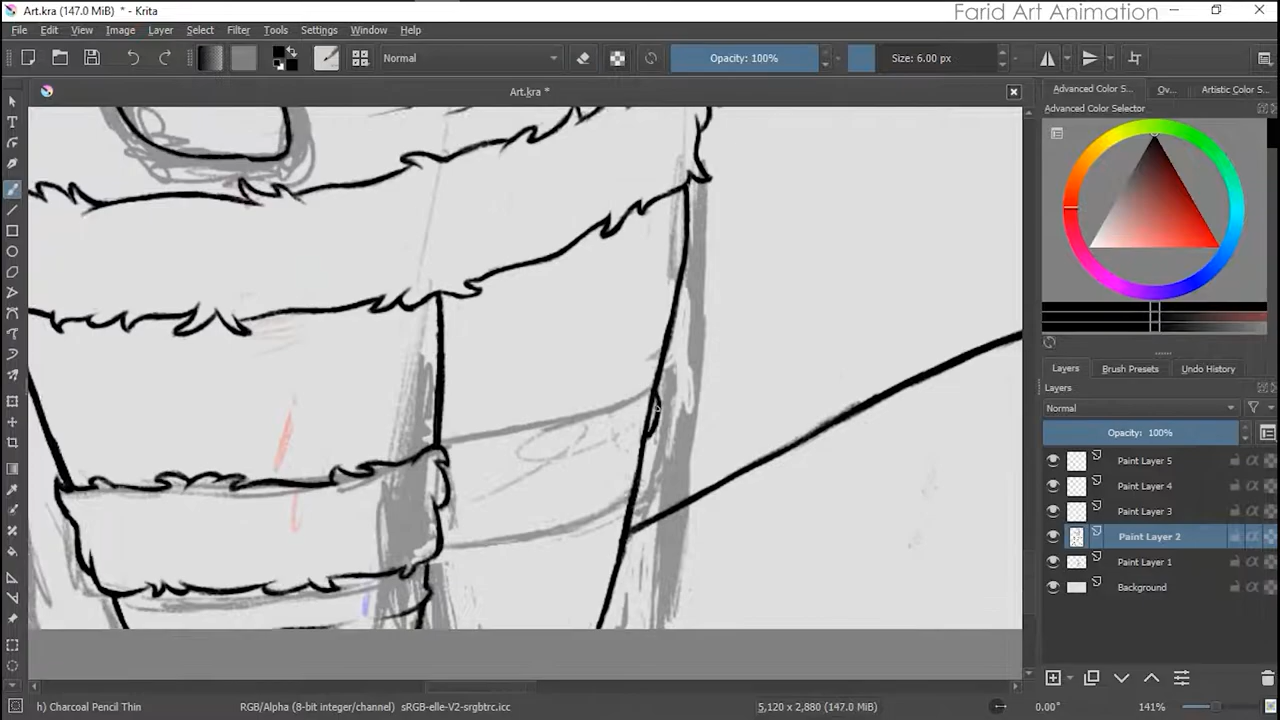 Art.kra (147.0 MiB) * - Krita
Farid Art Animation
File Edit View Image Layer Select Filter Tools Settings Window Help
Normal
Opacity: 100%
Size: 6.00 px
Art.kra *
Advanced Color S... Ov... Artistic Color S...
Advanced Color Selector
Layers Brush Presets Undo History
Layers
Normal
Opacity: 100%
Paint Layer 5
Paint Layer 4
Paint Layer 3
Paint Layer 2
Paint Layer 1
Background
h) Charcoal Pencil Thin
RGB/Alpha (8-bit integer/channel) sRGB-elle-V2-srgbtrc.icc
5,120 x 2,880 (147.0 MiB)
0.00°
141%